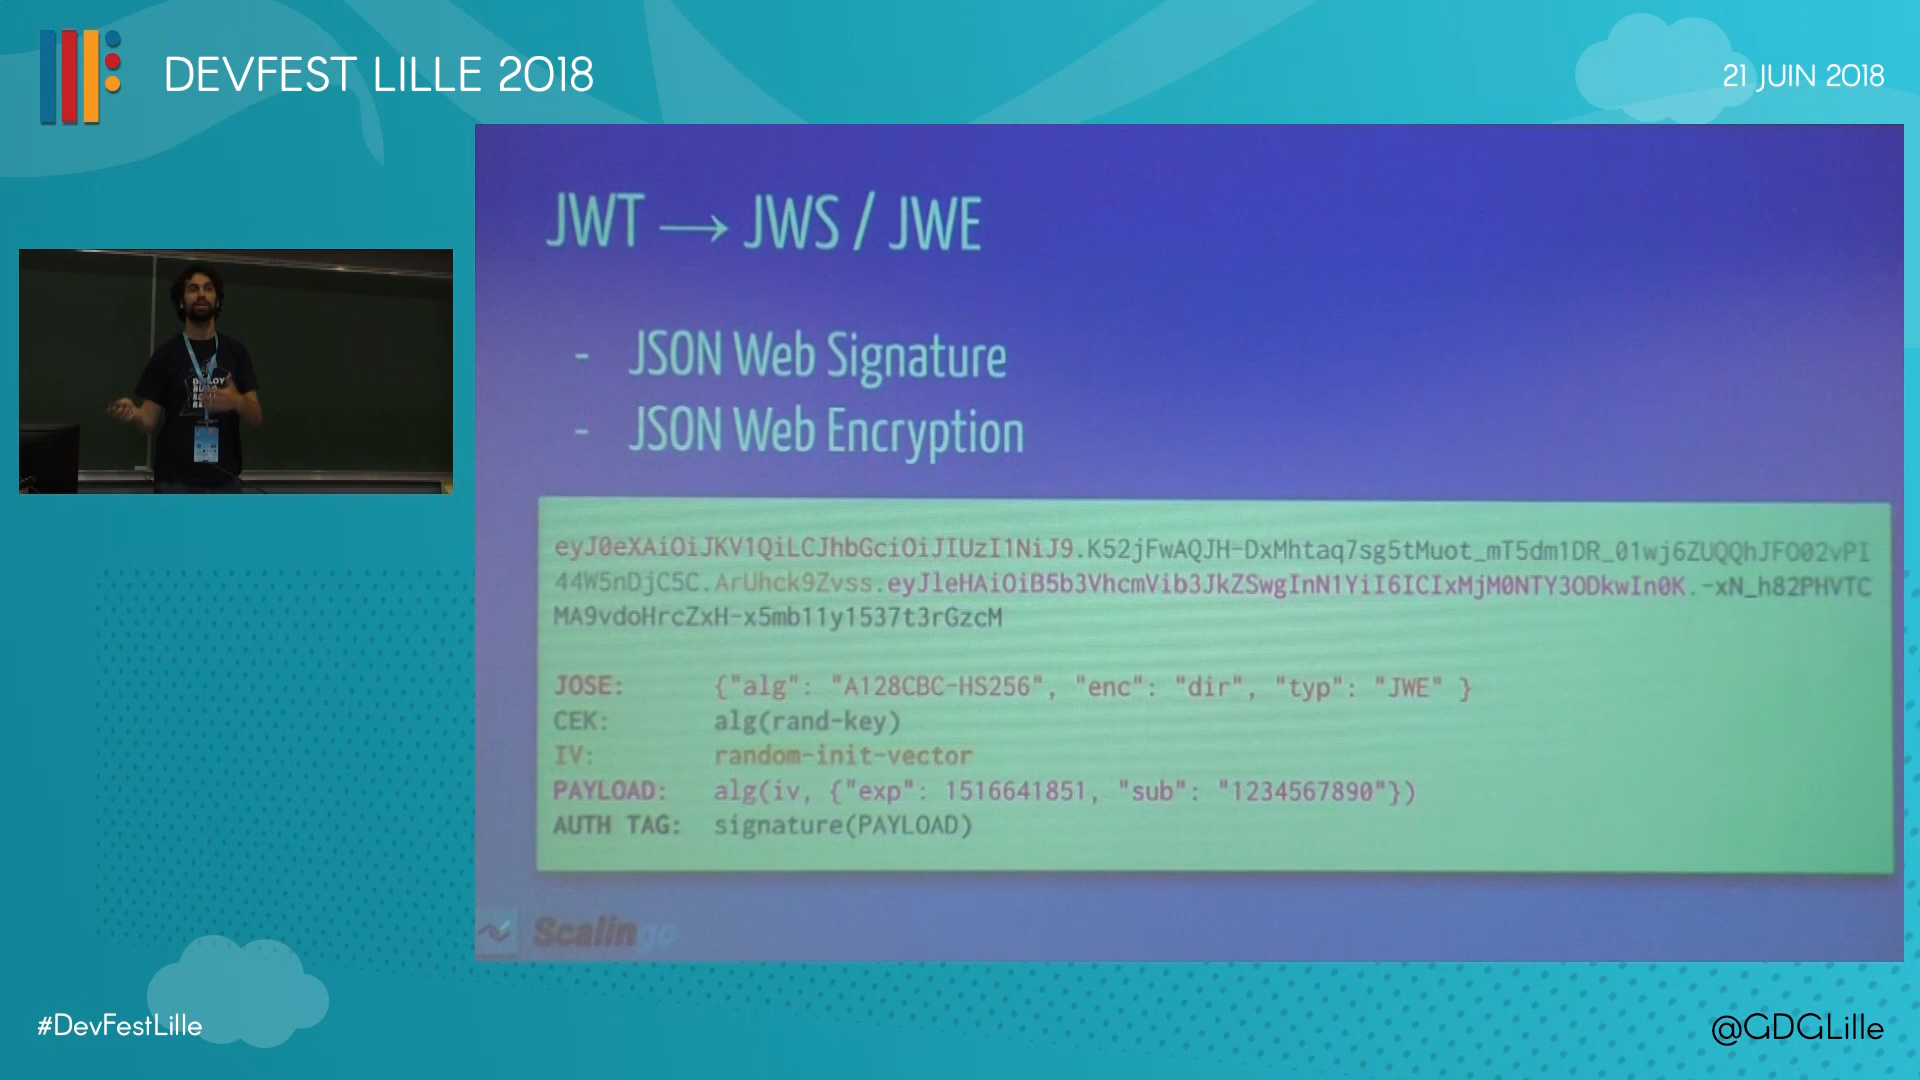 DEVFEST LILLE 2018
21 JUIN 2018
JWT → JWS / JWE
- JSON Web Signature
- JSON Web Encryption
eyJ0eXAiOiJKV1QiLCJhbGciOiJIUzI1NiJ9.K52jFwAQJH-DxMhtaq7sg5tMuot_mT5dm1DR_01wj6ZUQQhJFO02vPI
44W5nDjC5C.ArUhck9Zvss.eyJleHAiOiB5b3VhcmVib3JkZSwgInN1YiI6ICIxMjM0NTY3ODkwIn0K.-xN_h82PHVTC
MA9vdoHrcZxH-x5mb11y1537t3rGzcM
JOSE: {"alg": "A128CBC-HS256", "enc": "dir", "typ": "JWE" }
CEK: alg(rand-key)
IV: random-init-vector
PAYLOAD: alg(iv, {"exp": 1516641851, "sub": "1234567890"})
AUTH TAG: signature(PAYLOAD)
Scalingo
#DevFestLille
@GDGLille